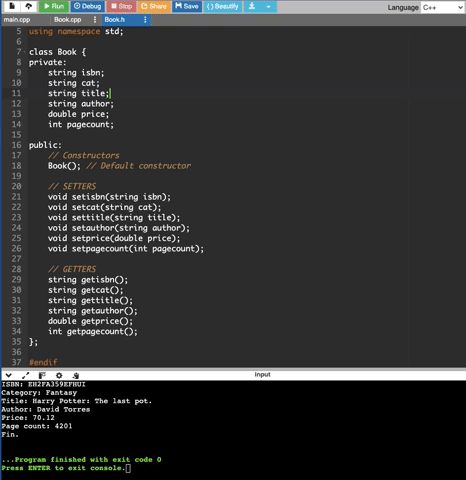 Run Debug Stop Share Save {} Beautify
Language C++
main.cpp Book.cpp Book.h
5 using namespace std;
6
7 class Book {
8 private:
9 string isbn;
10 string cat;
11 string title;
12 string author;
13 double price;
14 int pagecount;
15
16 public:
17 // Constructors
18 Book(); // Default constructor
19
20 // SETTERS
21 void setisbn(string isbn);
22 void setcat(string cat);
23 void settitle(string title);
24 void setauthor(string author);
25 void setprice(double price);
26 void setpagecount(int pagecount);
27
28 // GETTERS
29 string getisbn();
30 string getcat();
31 string gettitle();
32 string getauthor();
33 double getprice();
34 int getpagecount();
35 };
36
37 #endif
input
ISBN: EH2FA359EFHUI
Category: Fantasy
Title: Harry Potter: The last pot.
Author: David Torres
Price: 70.12
Page count: 4201
Fin.
...Program finished with exit code 0
Press ENTER to exit console.